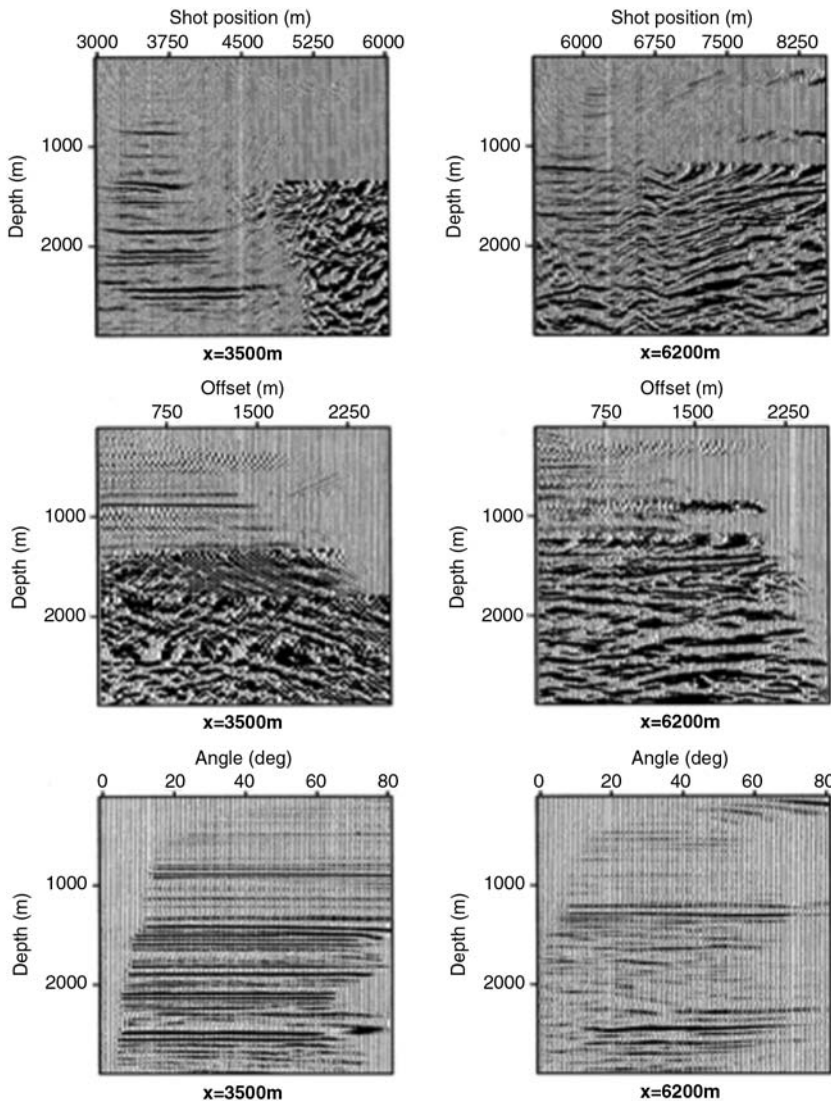 Shot position (m)
3000 3750 4500 5250 6000
Depth (m)
1000
2000
x=3500m
Shot position (m)
6000 6750 7500 8250
Depth (m)
1000
2000
x=6200m
Offset (m)
750 1500 2250
Depth (m)
1000
2000
x=3500m
Offset (m)
750 1500 2250
Depth (m)
1000
2000
x=6200m
Angle (deg)
0 20 40 60 80
Depth (m)
1000
2000
x=3500m
Angle (deg)
0 20 40 60 80
Depth (m)
1000
2000
x=6200m